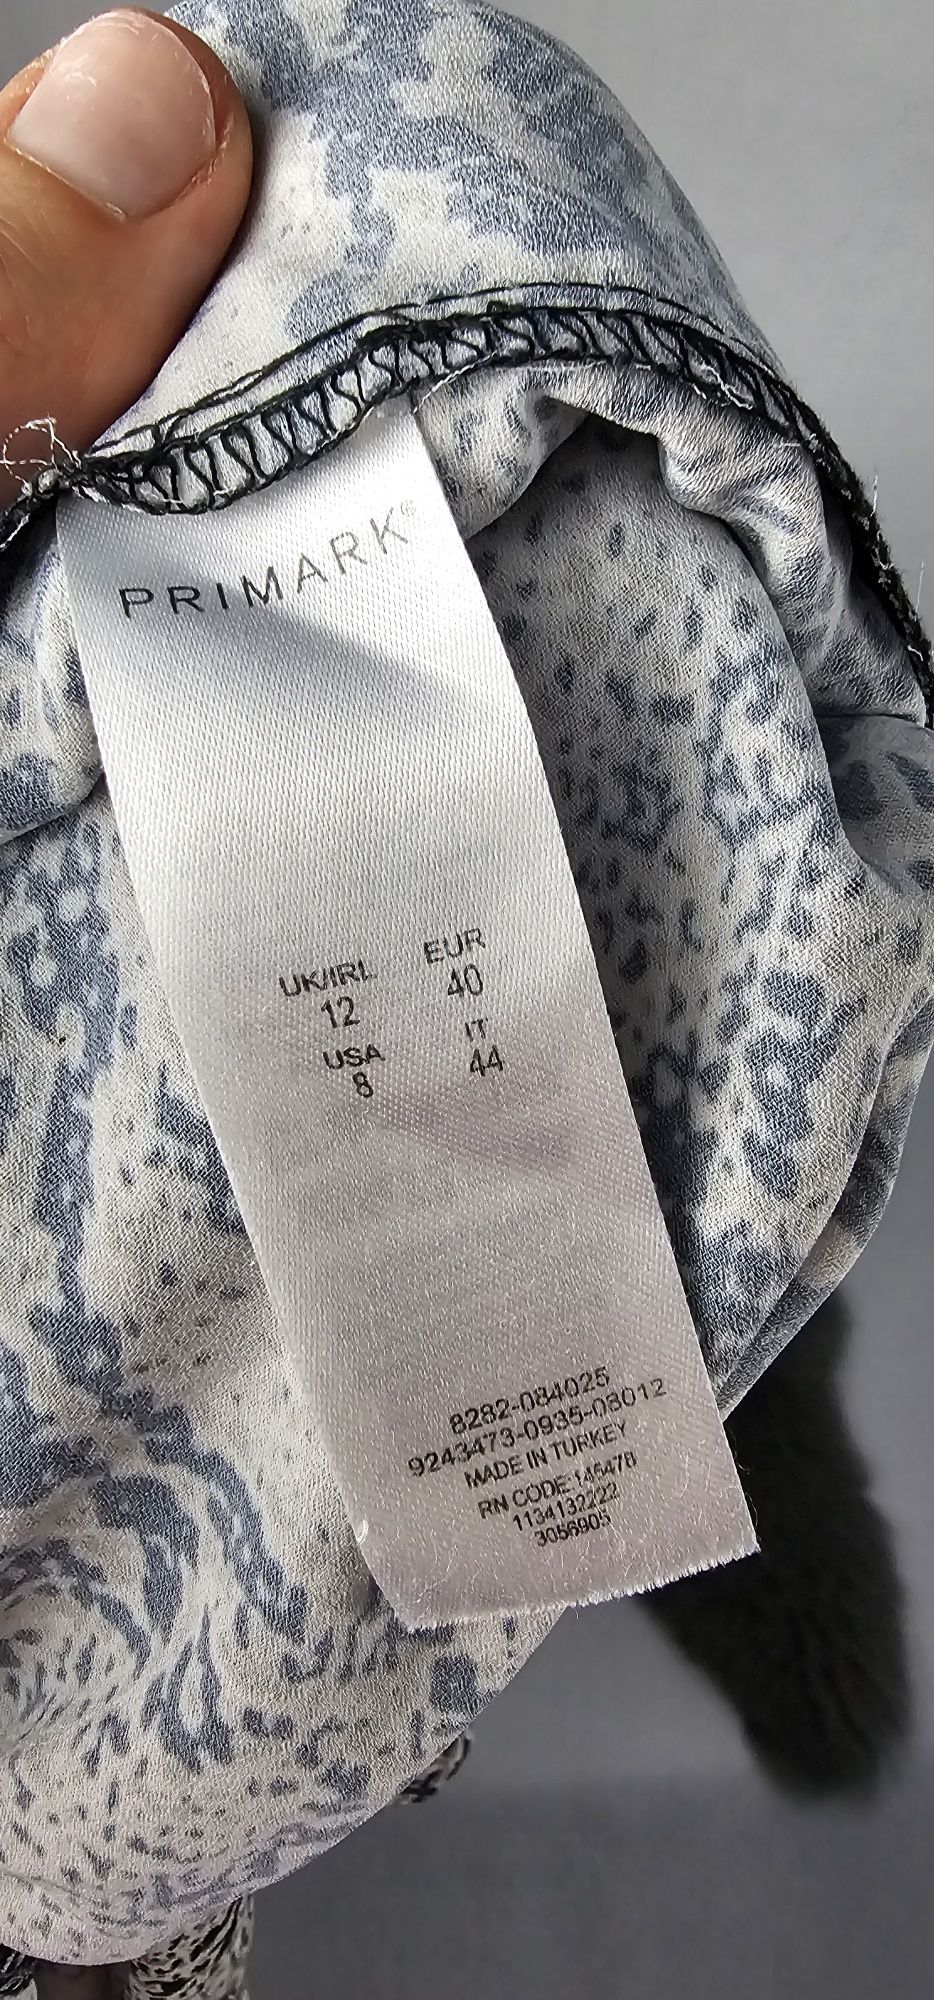 PRIMARK®
UK/IRL EUR
12 40
USA IT
8 44
8282-084025
9243473-0935-08012
MADE IN TURKEY
RN CODE:145478
1134132222
3056905